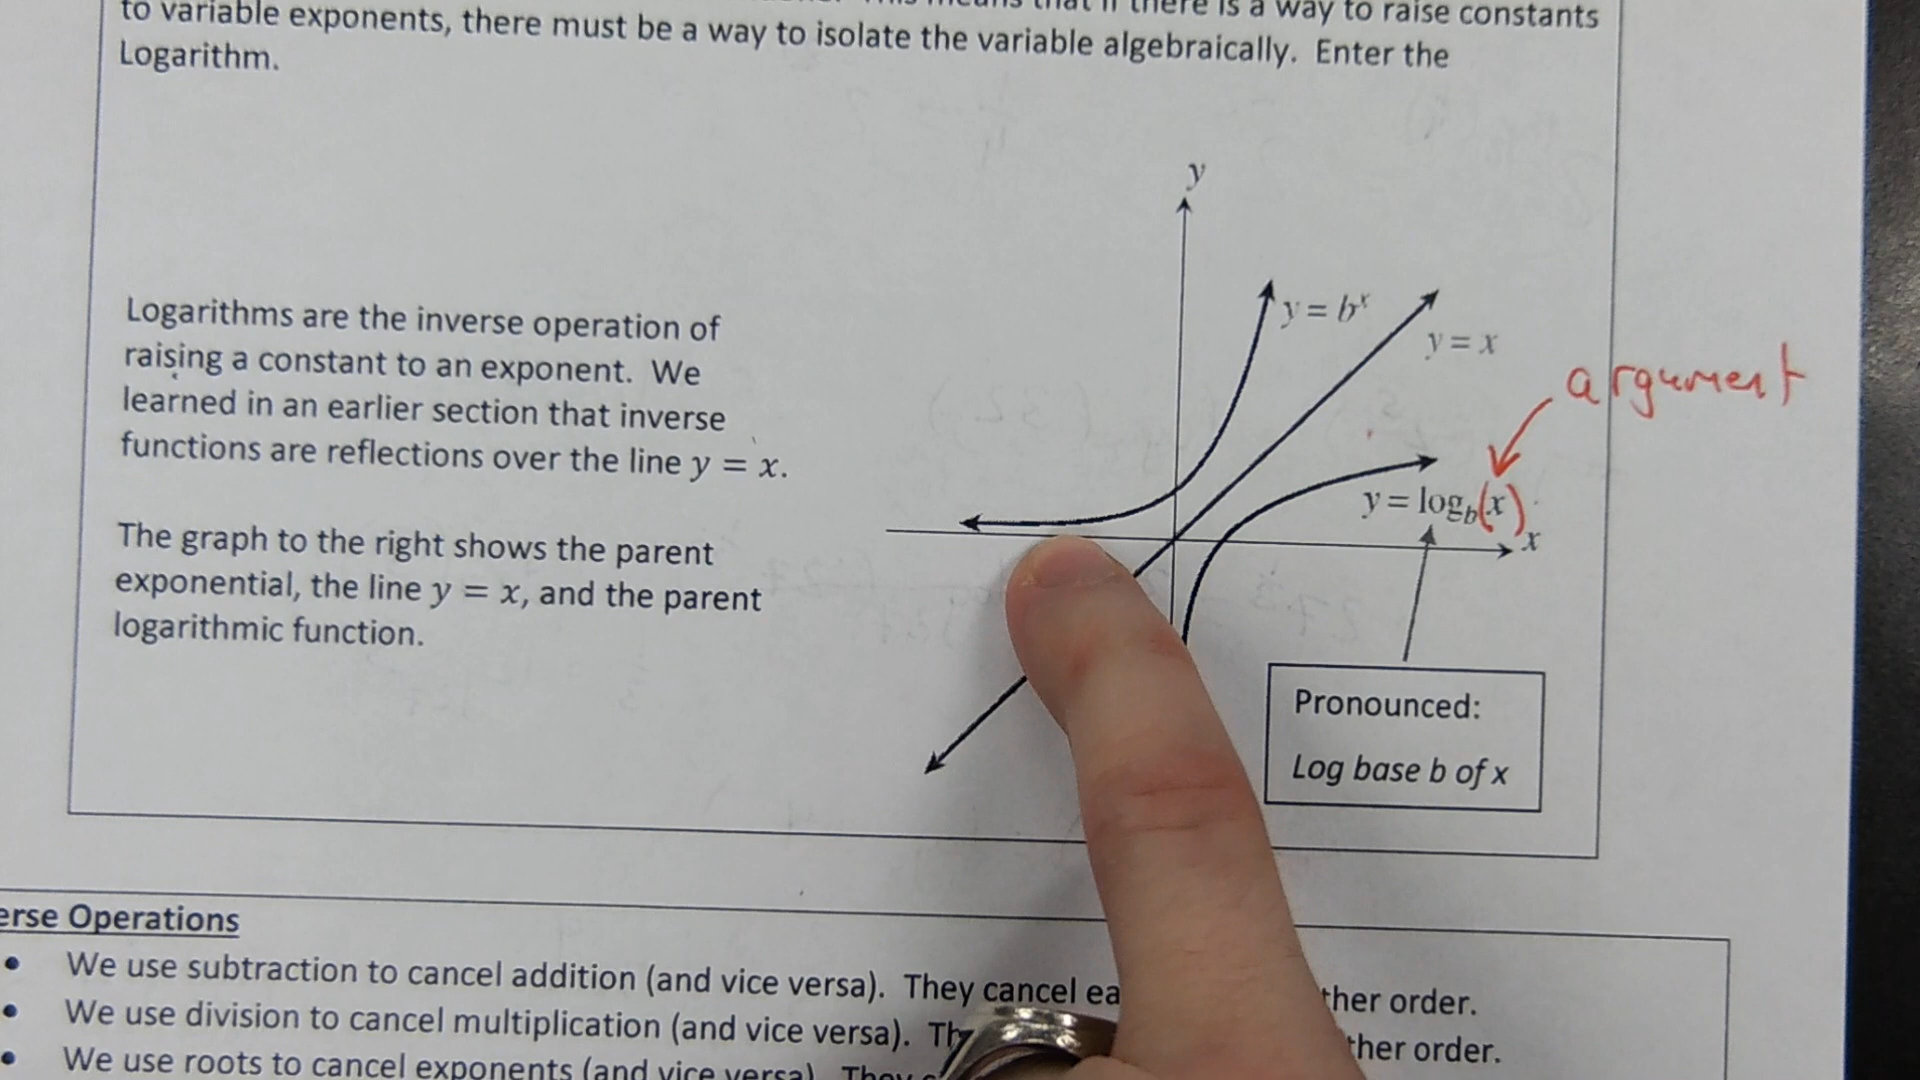 to variable exponents, there must be a way to raise constants
to isolate the variable algebraically. Enter the
Logarithm.
y
y = bˣ
y = x
argument
Logarithms are the inverse operation of
raising a constant to an exponent. We
learned in an earlier section that inverse
functions are reflections over the line y = x.
y = log_b(x)
x
The graph to the right shows the parent
exponential, the line y = x, and the parent
logarithmic function.
Pronounced:
Log base b of x
erse Operations
• We use subtraction to cancel addition (and vice versa). They cancel ea ther order.
• We use division to cancel multiplication (and vice versa). Th ther order.
• We use roots to cancel exponents (and vice versa). They